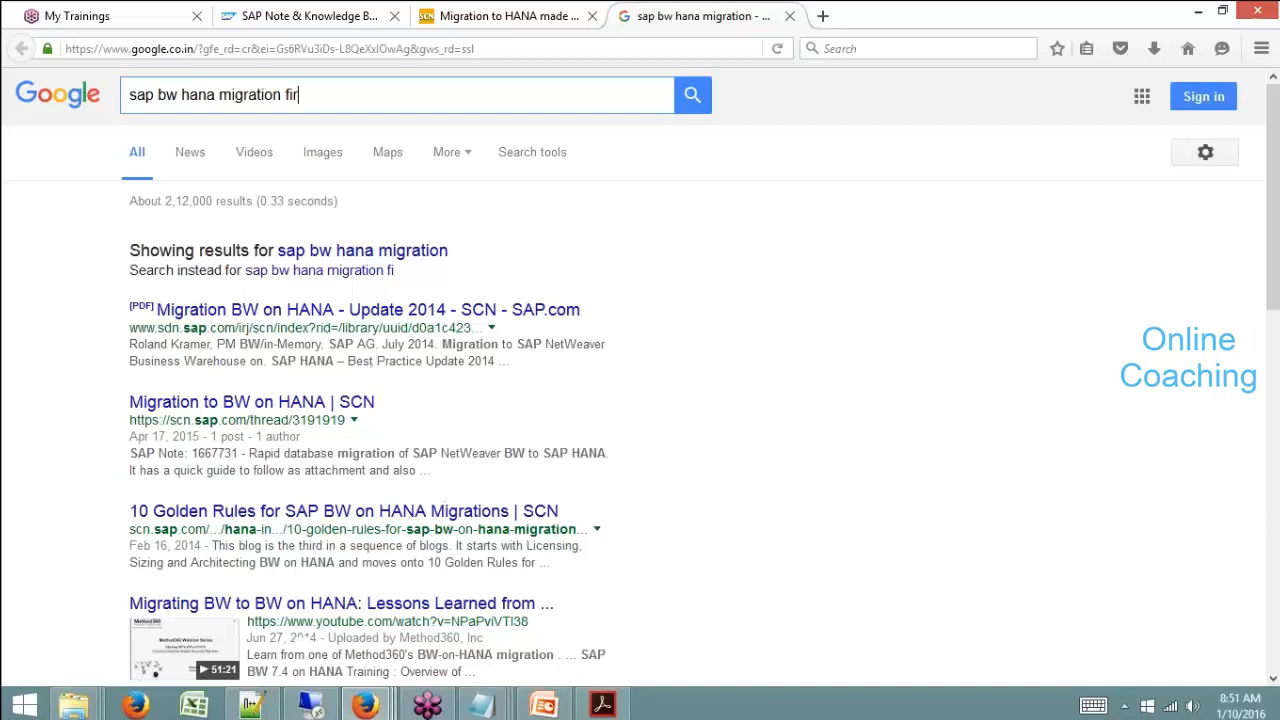 My Trainings
SAP Note & Knowledge B...
SCN Migration to HANA made ...
sap bw hana migration - ...
https://www.google.co.in/?gfe_rd=cr&ei=Gs6RVu3iDs-L8QeXxIOwAg&gws_rd=ssl
Search
Google
sap bw hana migration fir
Sign in
All News Videos Images Maps More Search tools
About 2,12,000 results (0.33 seconds)
Showing results for sap bw hana migration
Search instead for sap bw hana migration fi
[PDF] Migration BW on HANA - Update 2014 - SCN - SAP.com
www.sdn.sap.com/irj/scn/index?rid=/library/uuid/d0a1c423...
Roland Kramer, PM BW/in-Memory, SAP AG. July 2014. Migration to SAP NetWeaver
Business Warehouse on. SAP HANA – Best Practice Update 2014 ...
Online
Coaching
Migration to BW on HANA | SCN
https://scn.sap.com/thread/3191919
Apr 17, 2015 - 1 post - 1 author
SAP Note: 1667731 - Rapid database migration of SAP NetWeaver BW to SAP HANA.
It has a quick guide to follow as attachment and also ...
10 Golden Rules for SAP BW on HANA Migrations | SCN
scn.sap.com/.../hana-in.../10-golden-rules-for-sap-bw-on-hana-migration...
Feb 16, 2014 - This blog is the third in a sequence of blogs. It starts with Licensing,
Sizing and Architecting BW on HANA and moves onto 10 Golden Rules for ...
Migrating BW to BW on HANA: Lessons Learned from ...
https://www.youtube.com/watch?v=NPaPviVTl38
Jun 27, 2014 - Uploaded by Method360, Inc
Learn from one of Method360's BW-on-HANA migration . ... SAP
BW 7.4 on HANA Training : Overview of ...
51:21
8:51 AM
1/10/2016